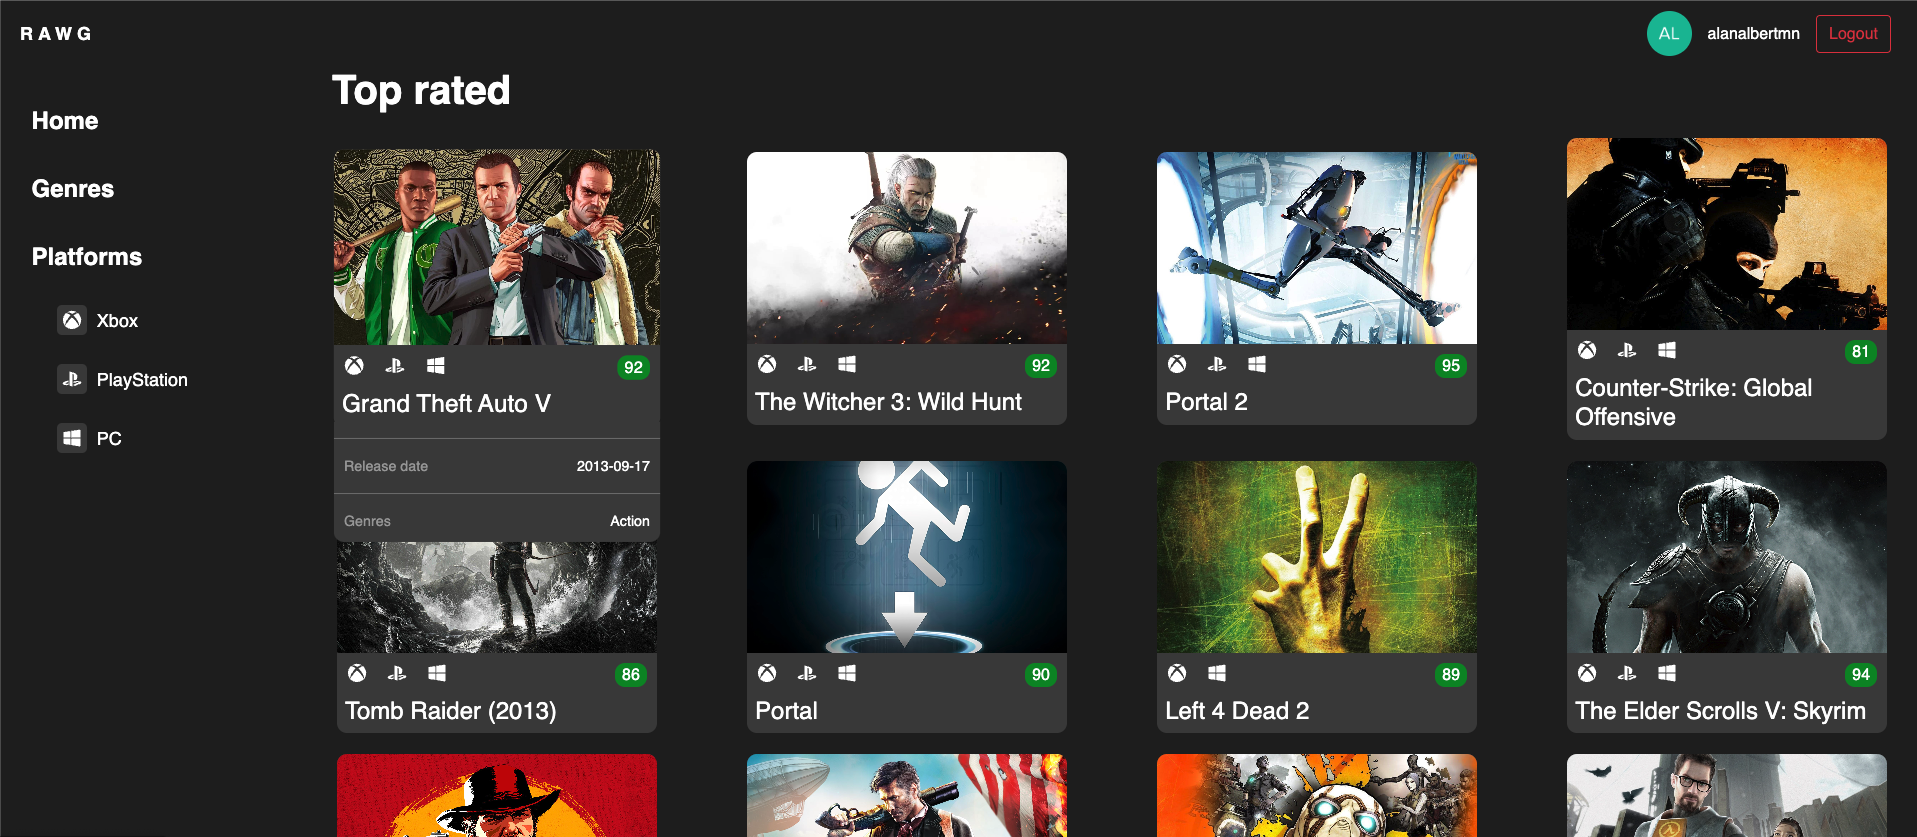 RAWG
AL
alanalbertmn
Logout
Home
Genres
Platforms
Xbox
PlayStation
PC
Top rated
92
Grand Theft Auto V
Release date
2013-09-17
Genres
Action
92
The Witcher 3: Wild Hunt
95
Portal 2
81
Counter-Strike: Global
Offensive
86
Tomb Raider (2013)
90
Portal
89
Left 4 Dead 2
94
The Elder Scrolls V: Skyrim